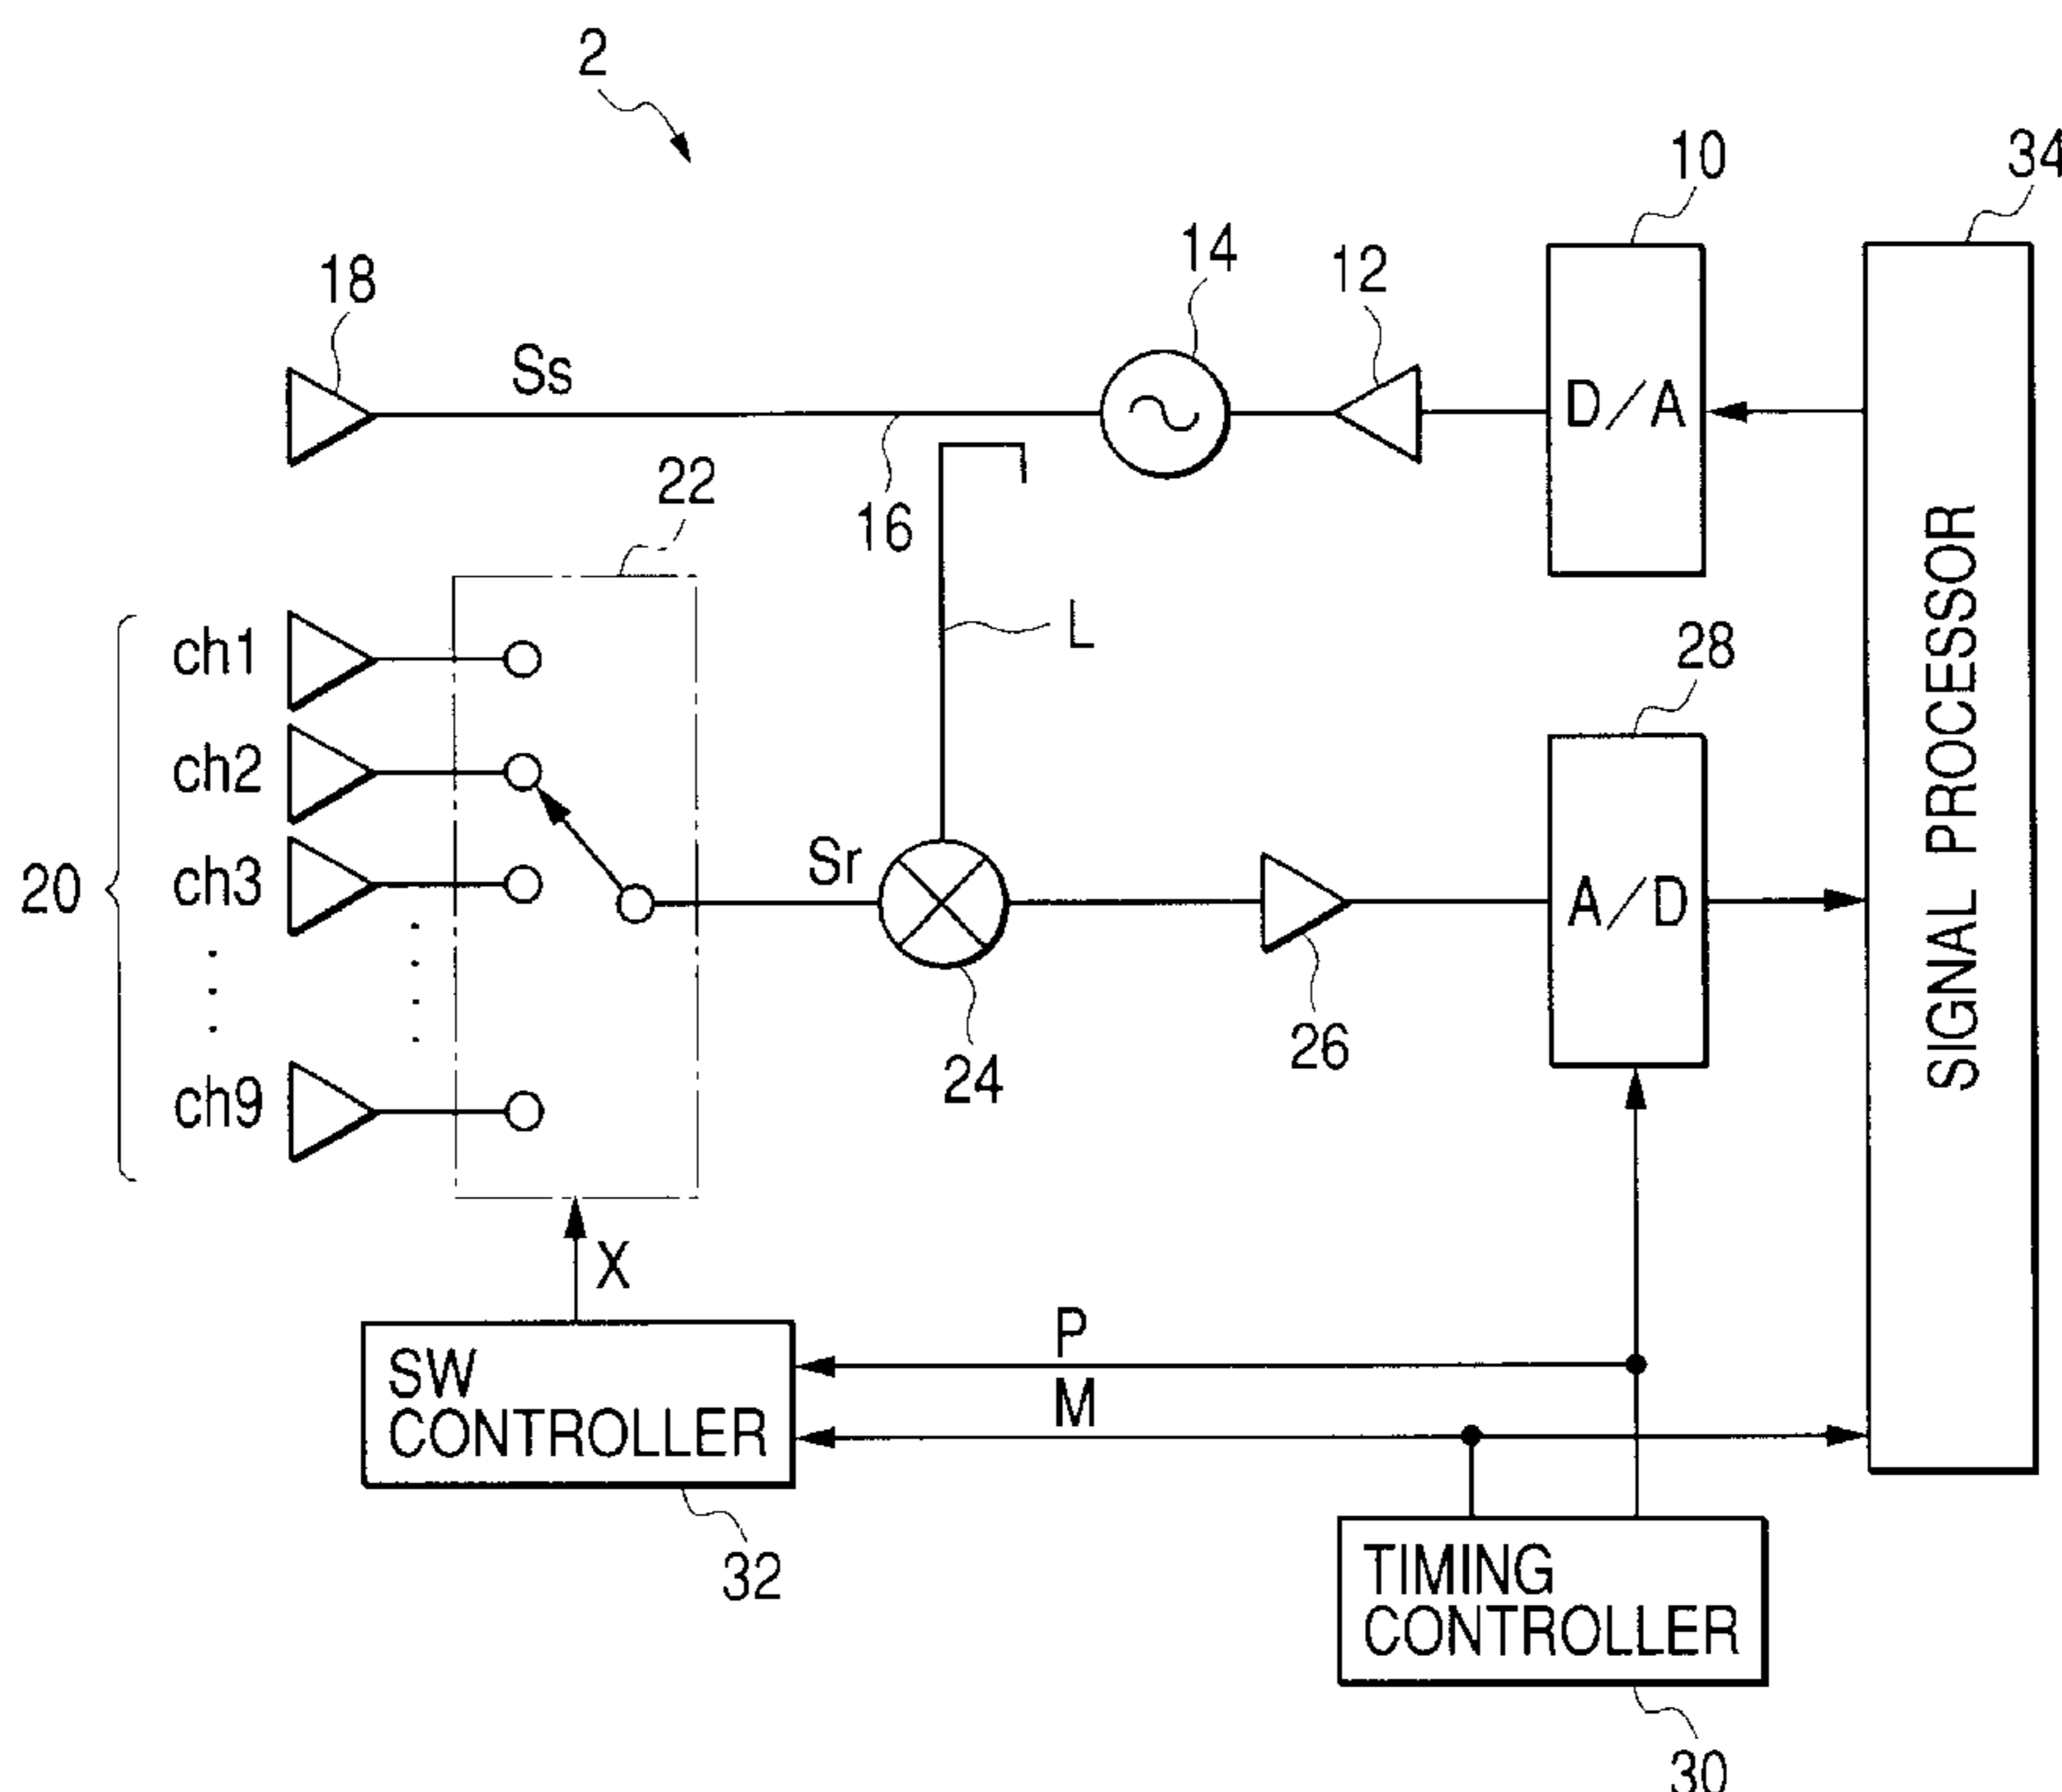 2
10
34
14
12
18
Ss
D/A
22
16
L
28
ch1
ch2
Sr
20
ch3
A/D
SIGNAL PROCESSOR
26
24
ch9
X
P
SW
CONTROLLER
M
32
TIMING
CONTROLLER
30